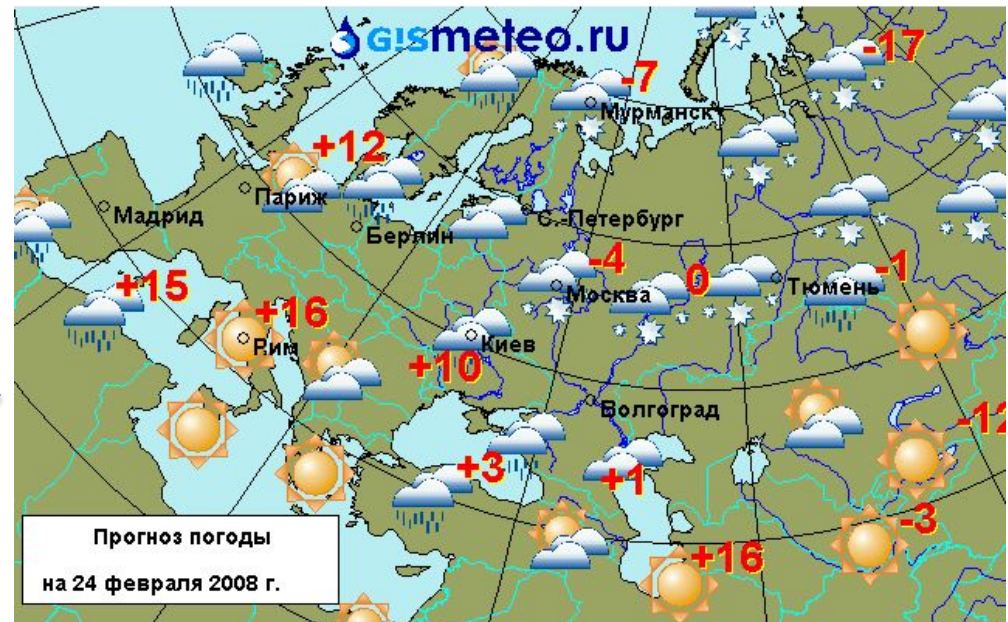 GISmeteo.ru
-17
-7
Мурманск
+12
Париж
Мадрид
Берлин
С.-Петербург
-4
0
-1
Москва
Тюмень
+15
+16
Рим
Киев
+10
Волгоград
-12
+3
+1
-3
+16
Прогноз погоды
на 24 февраля 2008 г.